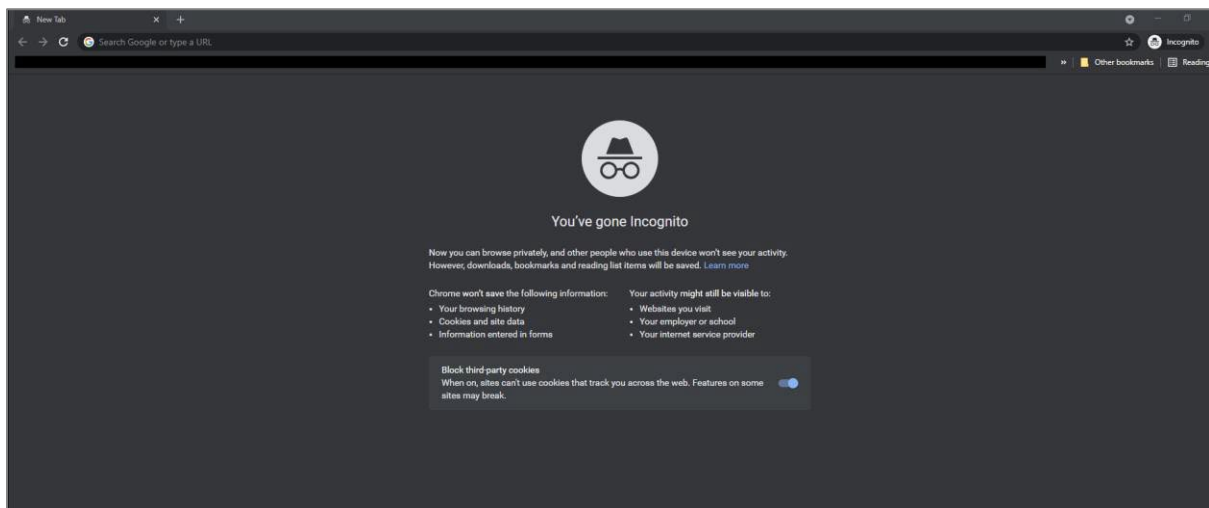 New Tab
Search Google or type a URL
Incognito
» Other bookmarks Reading
You've gone Incognito
Now you can browse privately, and other people who use this device won't see your activity.
However, downloads, bookmarks and reading list items will be saved. Learn more
Chrome won't save the following information:
• Your browsing history
• Cookies and site data
• Information entered in forms
Your activity might still be visible to:
• Websites you visit
• Your employer or school
• Your internet service provider
Block third-party cookies
When on, sites can't use cookies that track you across the web. Features on some
sites may break.